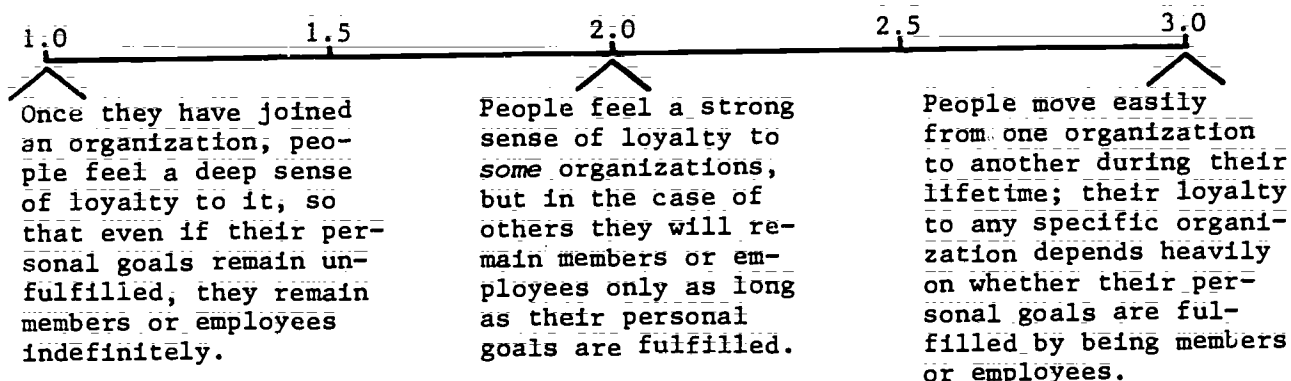 1.0 1.5 2.0 2.5 3.0
Once they have joined
an organization, peo-
ple feel a deep sense
of loyalty to it, so
that even if their per-
sonal goals remain un-
fulfilled, they remain
members or employees
indefinitely.
People feel a strong
sense of loyalty to
some organizations,
but in the case of
others they will re-
main members or em-
ployees only as long
as their personal
goals are fulfilled.
People move easily
from one organization
to another during their
lifetime; their loyalty
to any specific organi-
zation depends heavily
on whether their per-
sonal goals are ful-
filled by being members
or employees.